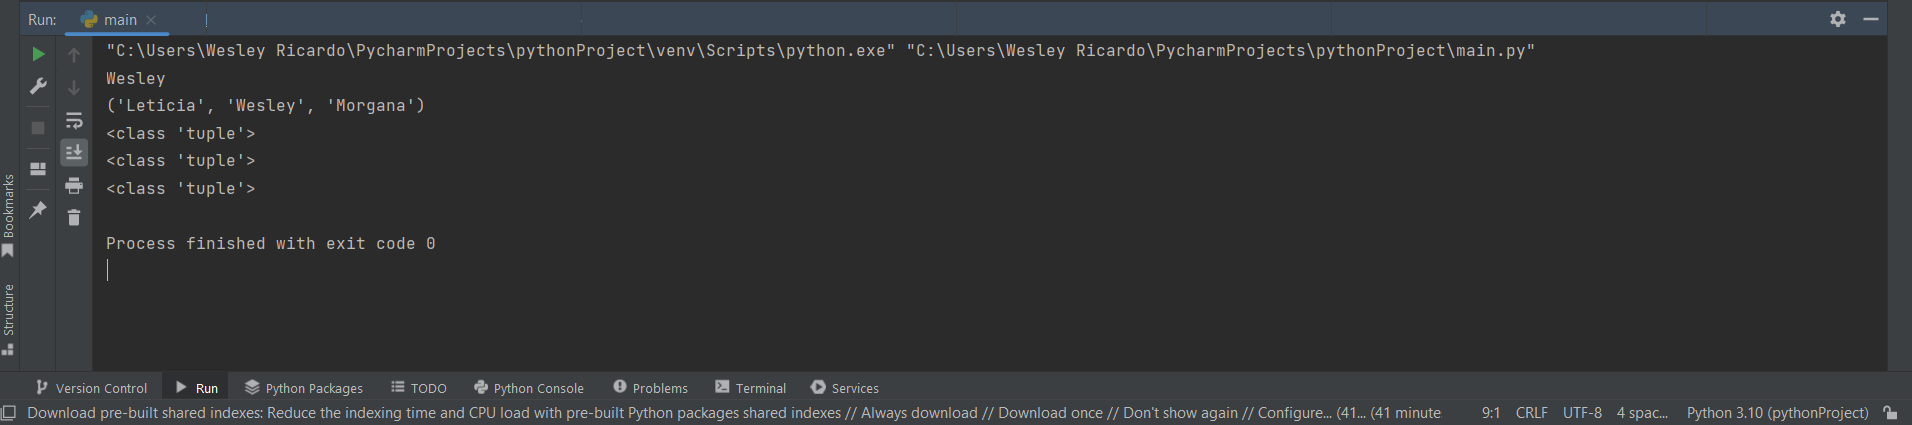 Run: main
"C:\Users\Wesley Ricardo\PycharmProjects\pythonProject\venv\Scripts\python.exe" "C:\Users\Wesley Ricardo\PycharmProjects\pythonProject\main.py"
Wesley
('Leticia', 'Wesley', 'Morgana')
<class 'tuple'>
<class 'tuple'>
<class 'tuple'>
Process finished with exit code 0
Bookmarks
Structure
Version Control Run Python Packages TODO Python Console Problems Terminal Services
Download pre-built shared indexes: Reduce the indexing time and CPU load with pre-built Python packages shared indexes // Always download // Download once // Don't show again // Configure... (41... (41 minute 9:1 CRLF UTF-8 4 spac... Python 3.10 (pythonProject)